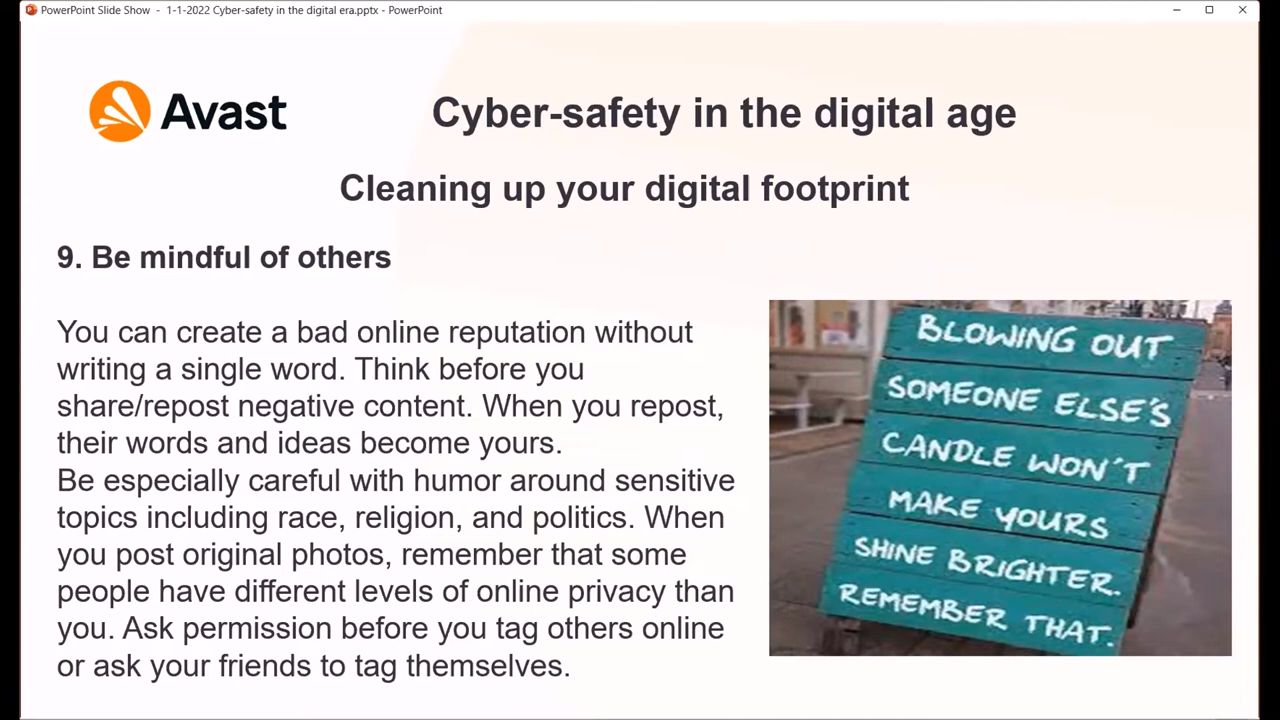 PowerPoint Slide Show - 1-1-2022 Cyber-safety in the digital era.pptx - PowerPoint
Avast
Cyber-safety in the digital age
Cleaning up your digital footprint
9. Be mindful of others
You can create a bad online reputation without
writing a single word. Think before you
share/repost negative content. When you repost,
their words and ideas become yours.
Be especially careful with humor around sensitive
topics including race, religion, and politics. When
you post original photos, remember that some
people have different levels of online privacy than
you. Ask permission before you tag others online
or ask your friends to tag themselves.
BLOWING OUT
SOMEONE ELSE'S
CANDLE WON'T
MAKE YOURS
SHINE BRIGHTER.
REMEMBER THAT.